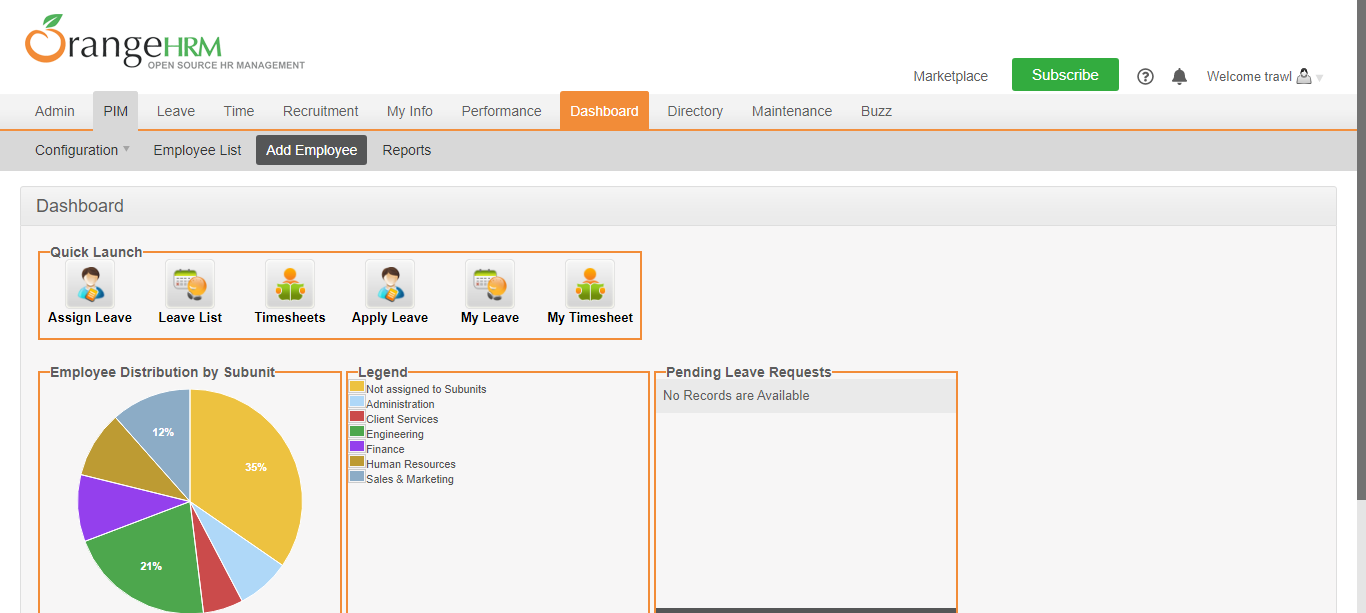 OrangeHRM
OPEN SOURCE HR MANAGEMENT
Marketplace Subscribe Welcome trawl
Admin PIM Leave Time Recruitment My Info Performance Dashboard Directory Maintenance Buzz
Configuration Employee List Add Employee Reports
Dashboard
Quick Launch
Assign Leave Leave List Timesheets Apply Leave My Leave My Timesheet
Employee Distribution by Subunit
12%
35%
21%
Legend
Not assigned to Subunits
Administration
Client Services
Engineering
Finance
Human Resources
Sales & Marketing
Pending Leave Requests
No Records are Available